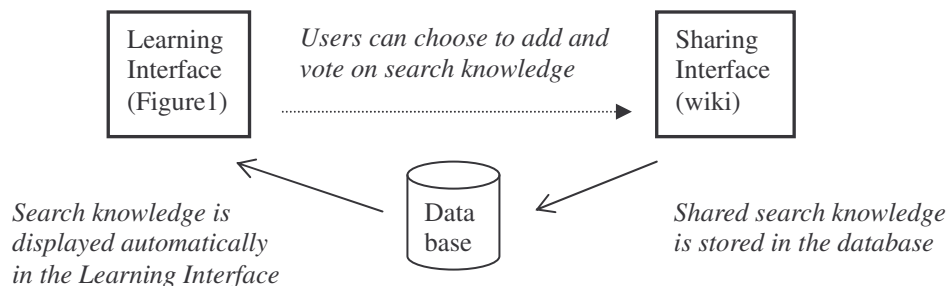 Learning
Interface
(Figure1)
Users can choose to add and
vote on search knowledge
Sharing
Interface
(wiki)
Search knowledge is
displayed automatically
in the Learning Interface
Data
base
Shared search knowledge
is stored in the database